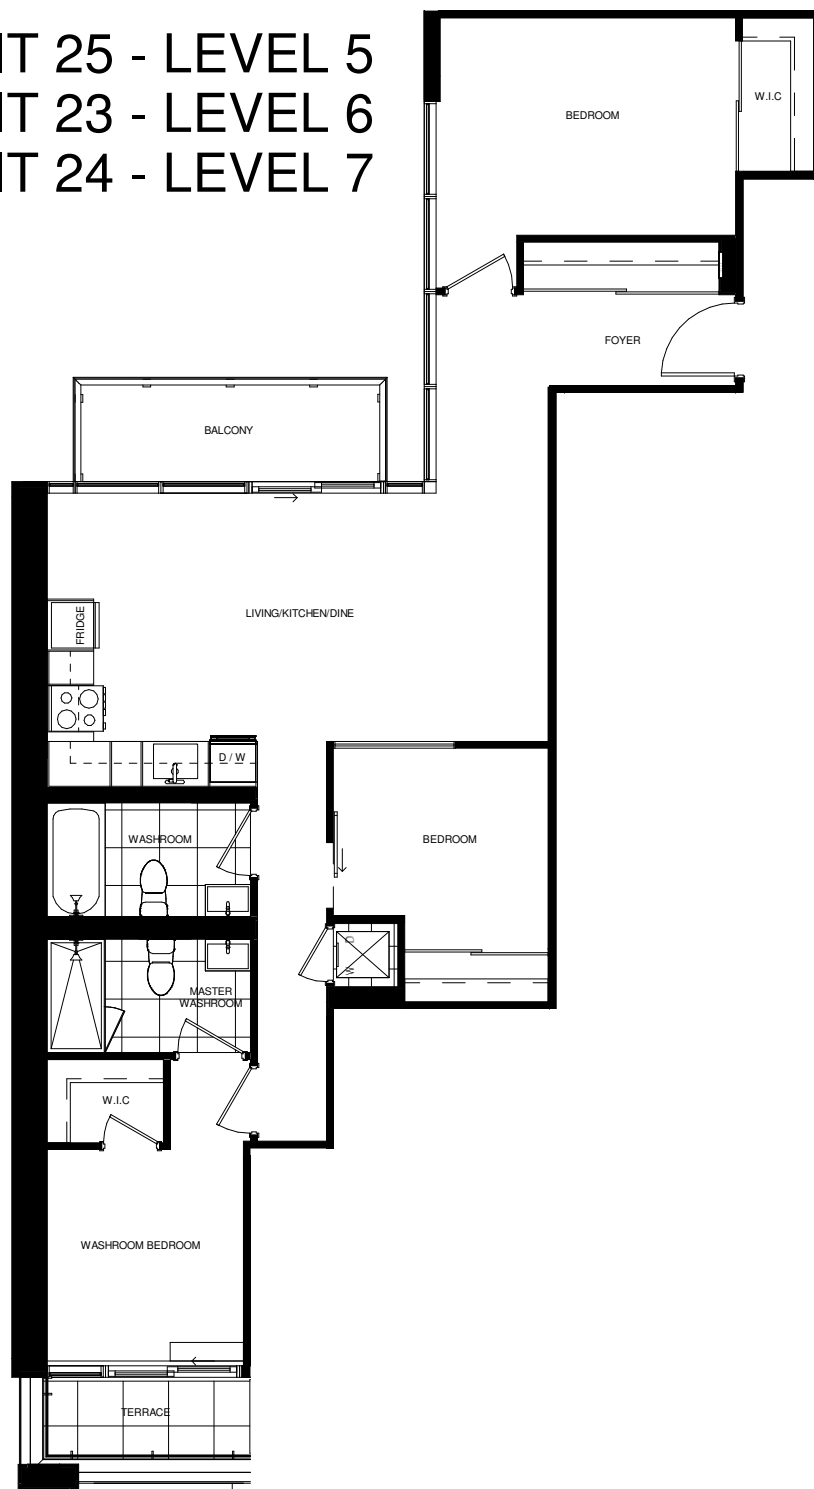 IT 25 - LEVEL 5
IT 23 - LEVEL 6
IT 24 - LEVEL 7
BEDROOM
W.I.C
FOYER
BALCONY
LIVING/KITCHEN/DINE
FRIDGE
D / W
WASHROOM
BEDROOM
W D
MASTER
WASHROOM
W.I.C
WASHROOM BEDROOM
TERRACE